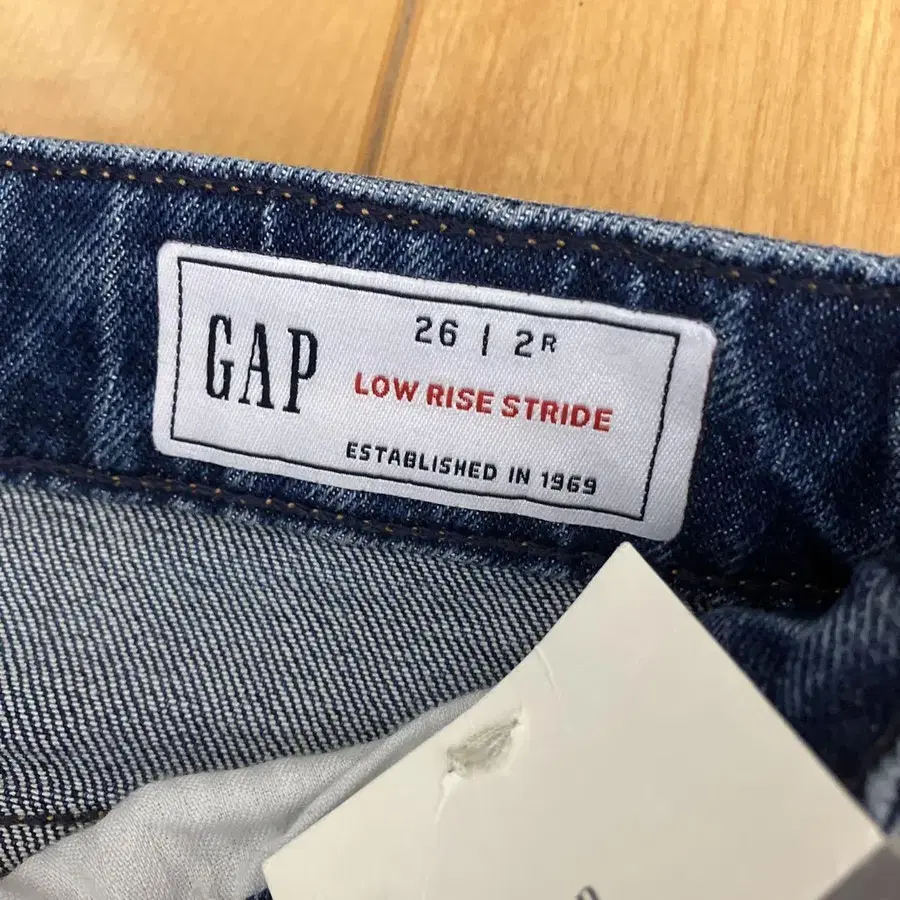 GAP
26 | 2R
LOW RISE STRIDE
ESTABLISHED IN 1969